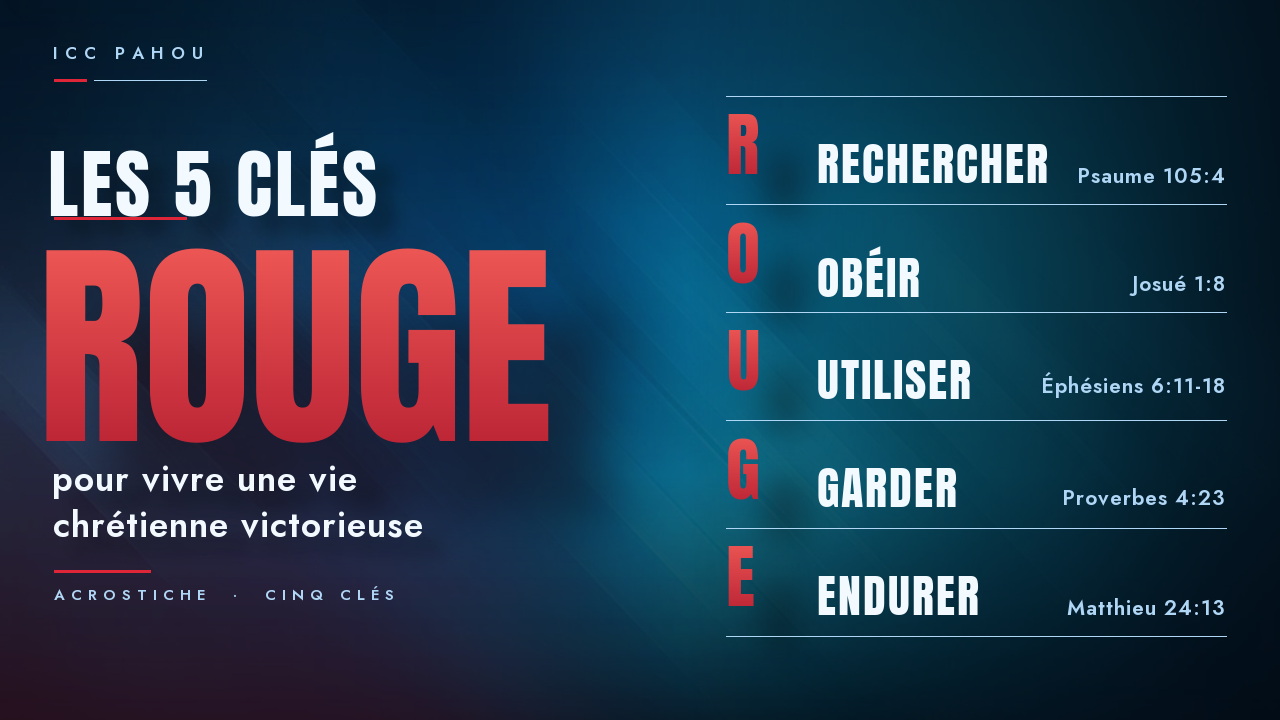 ICC PAHOU
LES 5 CLÉS
ROUGE
pour vivre une vie
chrétienne victorieuse
ACROSTICHE · CINQ CLÉS
R RECHERCHER Psaume 105:4
O OBÉIR Josué 1:8
U UTILISER Éphésiens 6:11-18
G GARDER Proverbes 4:23
E ENDURER Matthieu 24:13